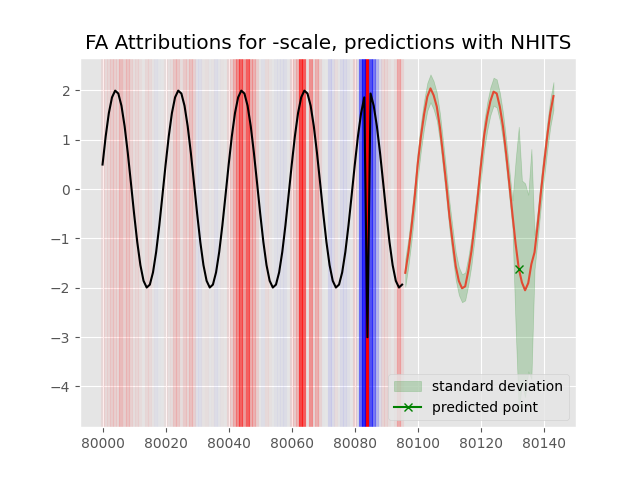 FA Attributions for -scale, predictions with NHITS
2
1
0
−1
−2
−3
−4
standard deviation
predicted point
80000 80020 80040 80060 80080 80100 80120 80140